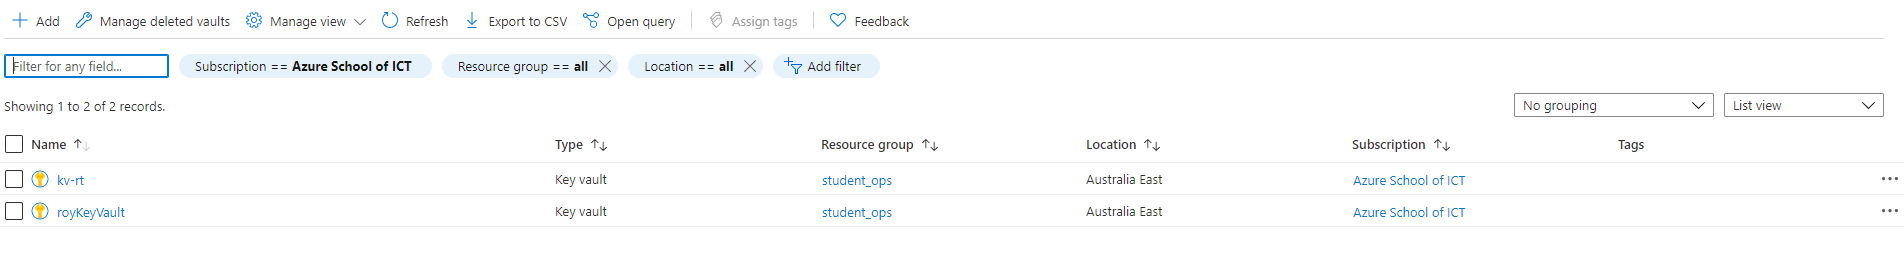 Add Manage deleted vaults Manage view Refresh Export to CSV Open query Assign tags Feedback
Filter for any field... Subscription == Azure School of ICT Resource group == all Location == all Add filter
Showing 1 to 2 of 2 records. No grouping List view
Name Type Resource group Location Subscription Tags
kv-rt Key vault student_ops Australia East Azure School of ICT
royKeyVault Key vault student_ops Australia East Azure School of ICT